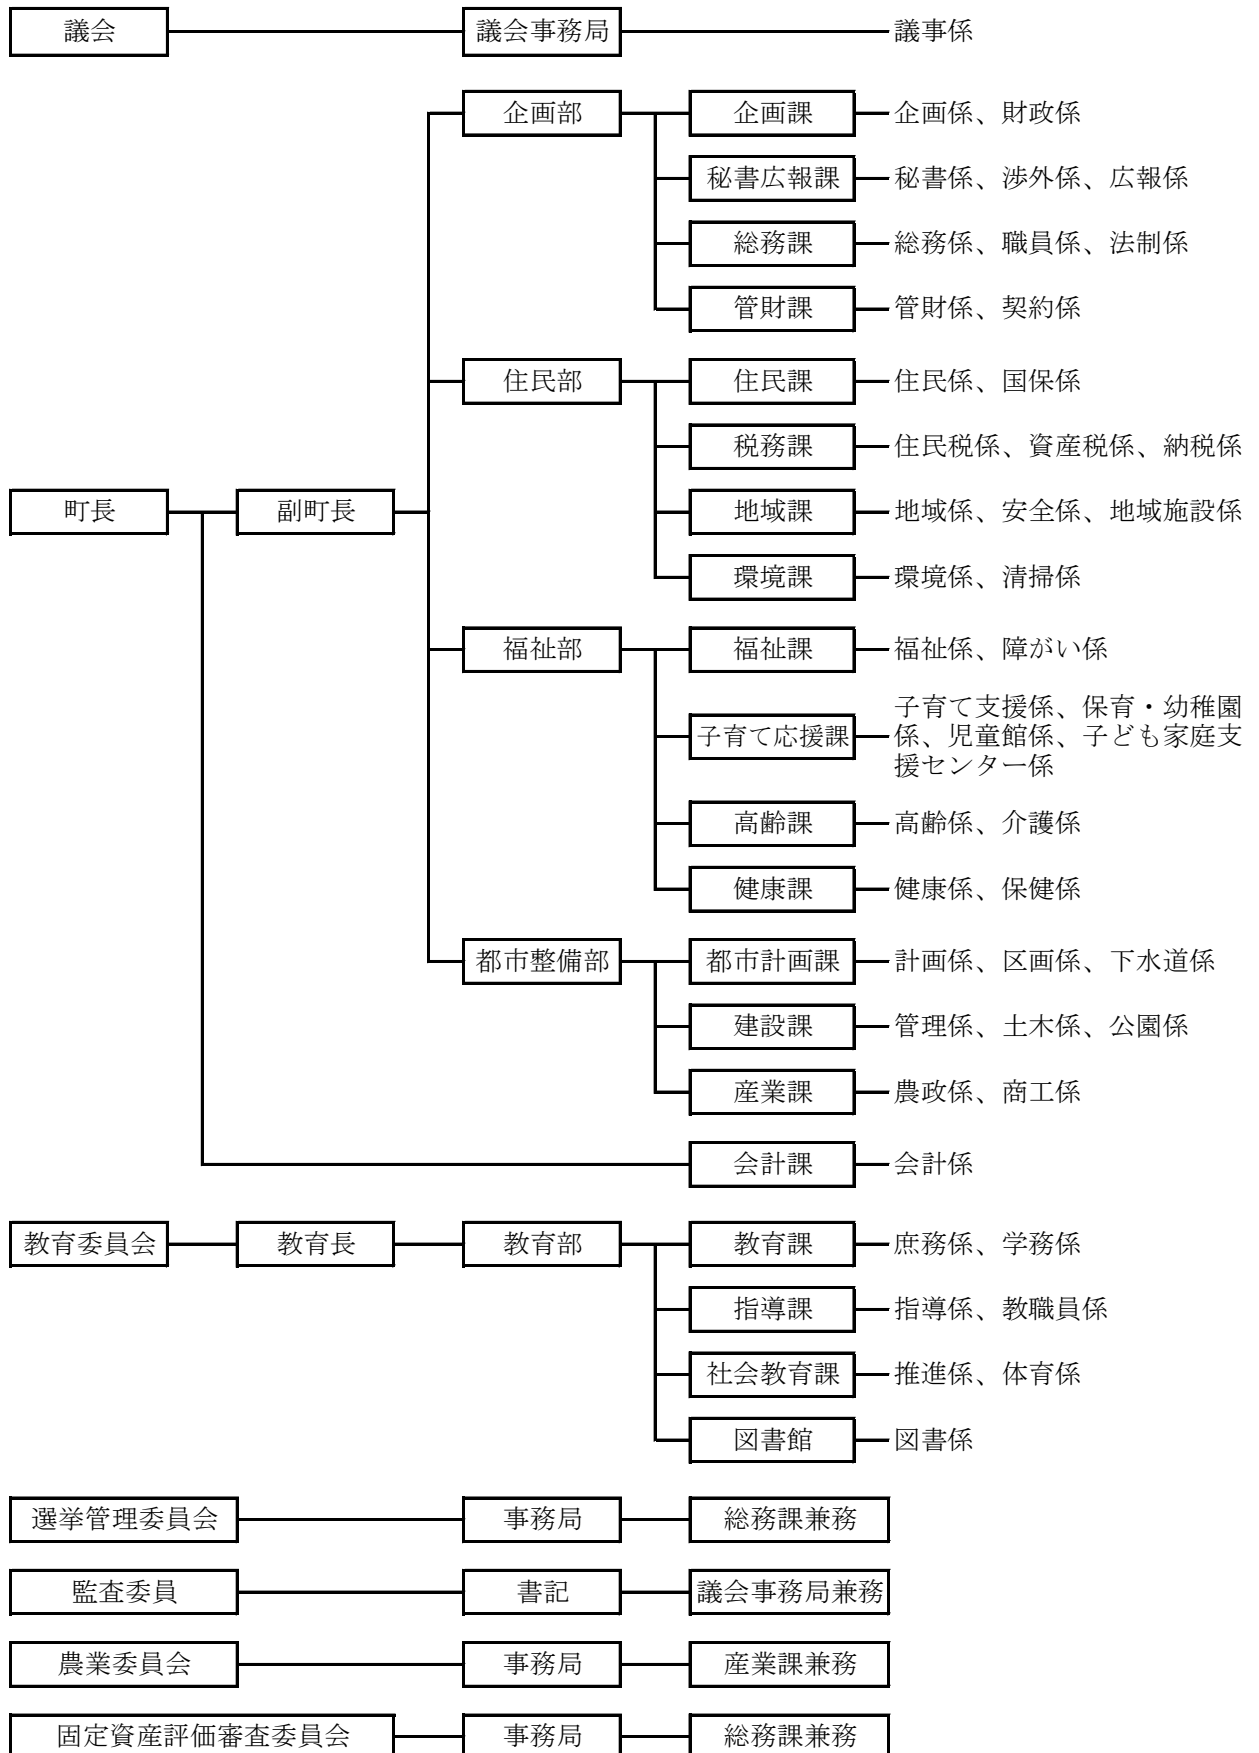 議会 議会事務局 議事係
企画部 企画課 企画係、財政係
秘書広報課 秘書係、渉外係、広報係
総務課 総務係、職員係、法制係
管財課 管財係、契約係
住民部 住民課 住民係、国保係
税務課 住民税係、資産税係、納税係
町長 副町長 地域課 地域係、安全係、地域施設係
環境課 環境係、清掃係
福祉部 福祉課 福祉係、障がい係
子育て応援課 子育て支援係、保育・幼稚園
係、児童館係、子ども家庭支
援センター係
高齢課 高齢係、介護係
健康課 健康係、保健係
都市整備部 都市計画課 計画係、区画係、下水道係
建設課 管理係、土木係、公園係
産業課 農政係、商工係
会計課 会計係
教育委員会 教育長 教育部 教育課 庶務係、学務係
指導課 指導係、教職員係
社会教育課 推進係、体育係
図書館 図書係
選挙管理委員会 事務局 総務課兼務
監査委員 書記 議会事務局兼務
農業委員会 事務局 産業課兼務
固定資産評価審査委員会 事務局 総務課兼務